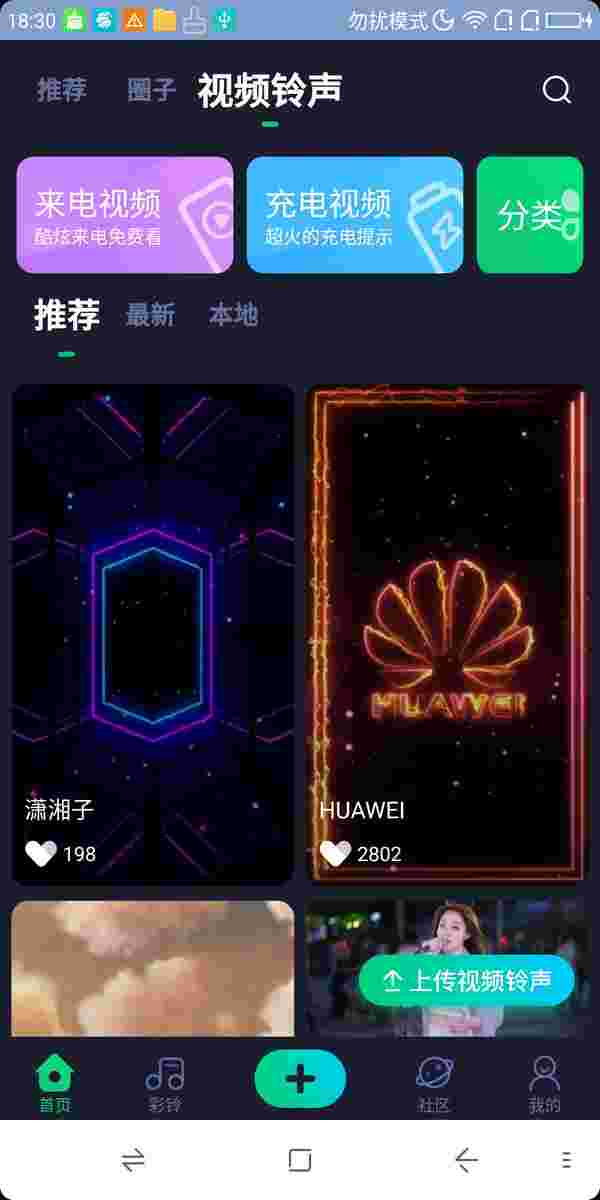 18:30 勿扰模式
推荐 圈子 视频铃声
来电视频 充电视频 分类
酷炫来电免费看 超火的充电提示
推荐 最新 本地
HUAWEI
潇湘子 HUAWEI
198 2802
上传视频铃声
首页 彩铃 社区 我的